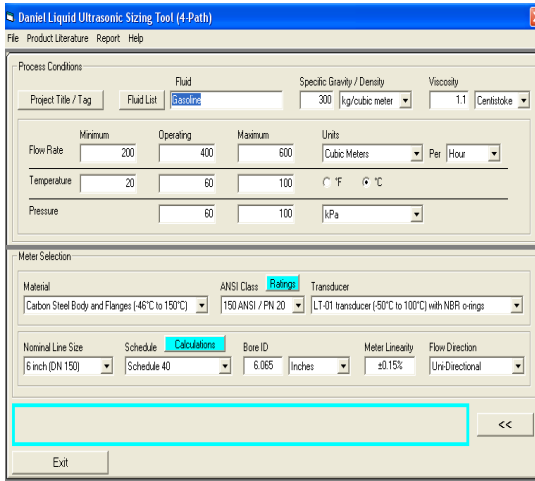 Daniel Liquid Ultrasonic Sizing Tool (4-Path)
File Product Literature Report Help
Process Conditions
Fluid Specific Gravity / Density Viscosity
Project Title / Tag Fluid List Gasoline 300 kg/cubic meter 1.1 Centistoke
Minimum Operating Maximum Units
Flow Rate 200 400 600 Cubic Meters Per Hour
Temperature 20 60 100 °F °C
Pressure 60 100 kPa
Meter Selection
Material ANSI Class Ratings Transducer
Carbon Steel Body and Flanges (-46°C to 150°C) 150 ANSI / PN 20 LT-01 transducer (-50°C to 100°C) with NBR o-rings
Nominal Line Size Schedule Calculations Bore ID Meter Linearity Flow Direction
6 inch (DN 150) Schedule 40 6.065 Inches ±0.15% Uni-Directional
<<
Exit